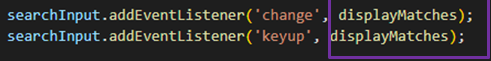 searchInput.addEventListener('change', displayMatches);
searchInput.addEventListener('keyup', displayMatches);